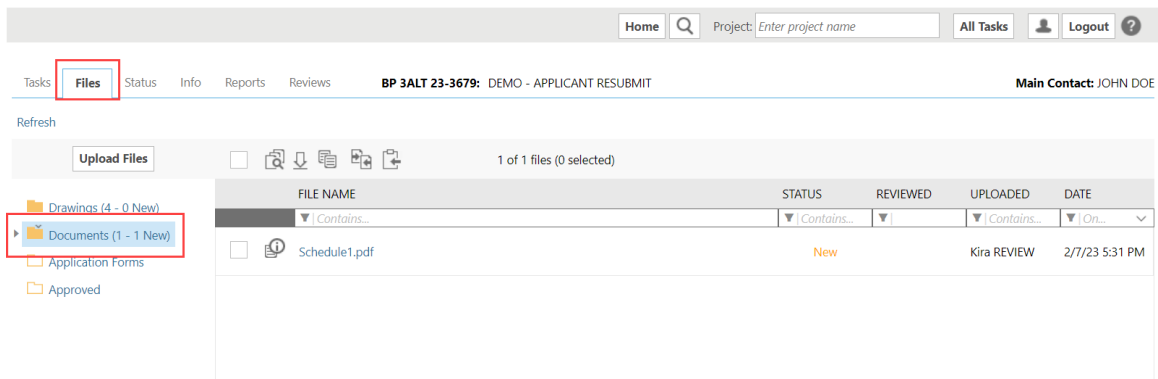 Home Project: Enter project name All Tasks Logout ?
Tasks Files Status Info Reports Reviews BP 3ALT 23-3679: DEMO - APPLICANT RESUBMIT Main Contact: JOHN DOE
Refresh
Upload Files 1 of 1 files (0 selected)
FILE NAME STATUS REVIEWED UPLOADED DATE
Contains... Contains... Contains... On...
Drawings (4 - 0 New)
Documents (1 - 1 New)
Application Forms
Approved
Schedule1.pdf New Kira REVIEW 2/7/23 5:31 PM